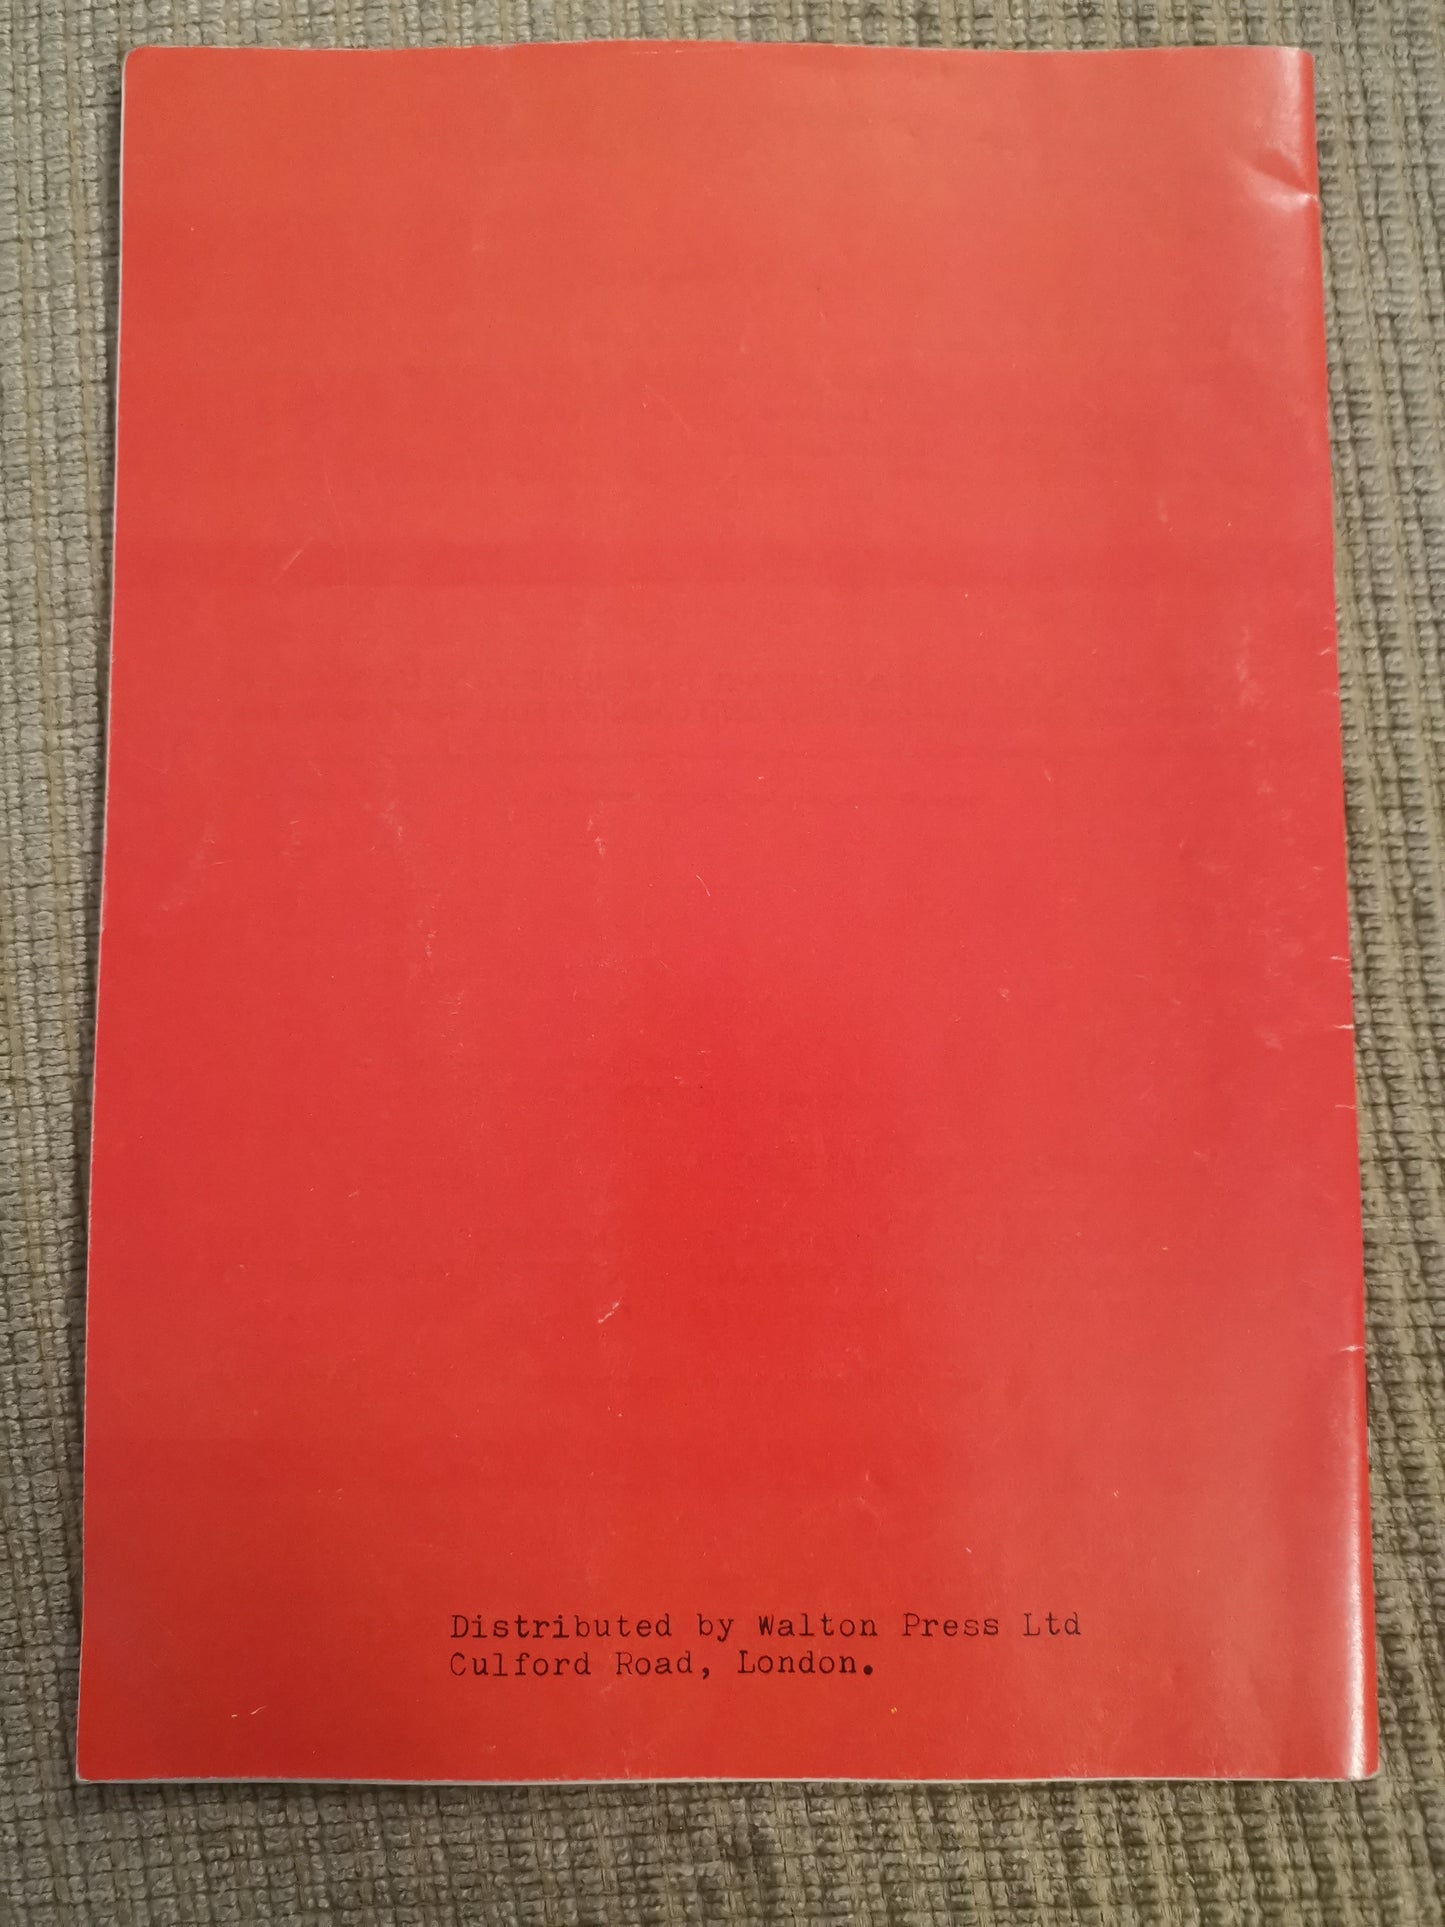 Distributed by Walton Press Ltd
Culford Road, London.